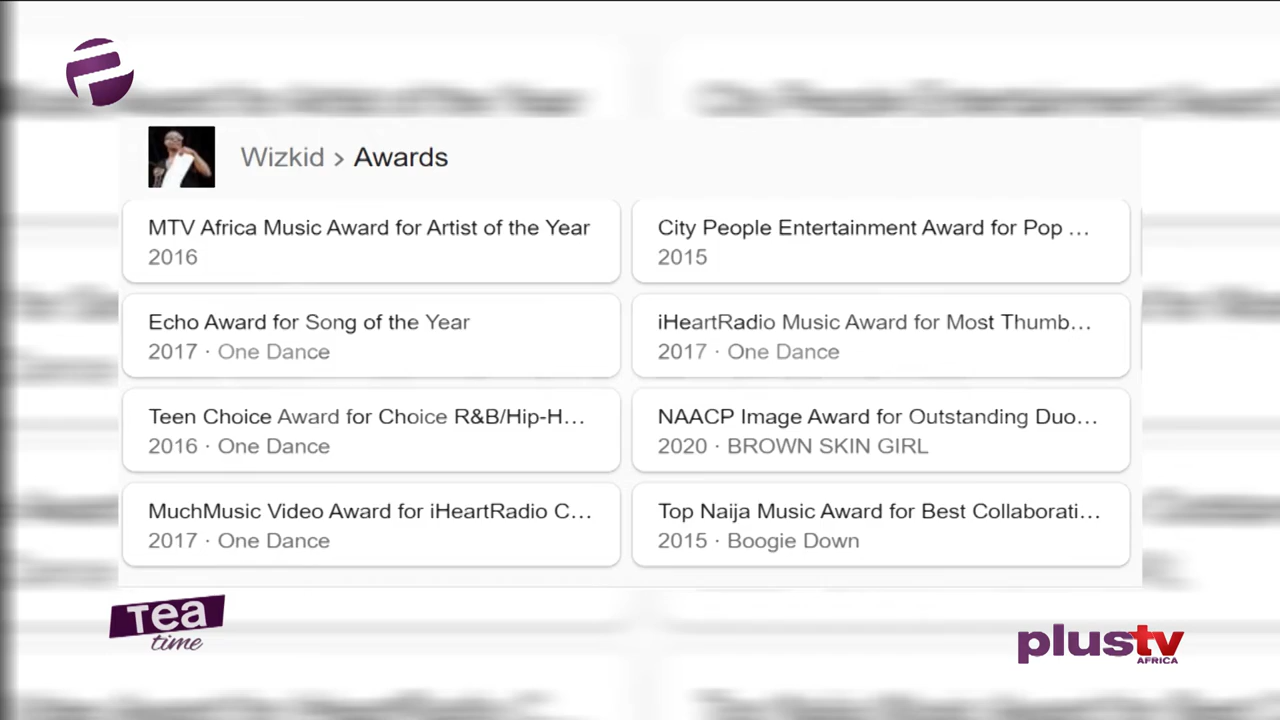 Wizkid > Awards
MTV Africa Music Award for Artist of the Year
2016
City People Entertainment Award for Pop ...
2015
Echo Award for Song of the Year
2017 · One Dance
iHeartRadio Music Award for Most Thumb...
2017 · One Dance
Teen Choice Award for Choice R&B/Hip-H...
2016 · One Dance
NAACP Image Award for Outstanding Duo...
2020 · BROWN SKIN GIRL
MuchMusic Video Award for iHeartRadio C...
2017 · One Dance
Top Naija Music Award for Best Collaborati...
2015 · Boogie Down
Tea
time
plustv
AFRICA